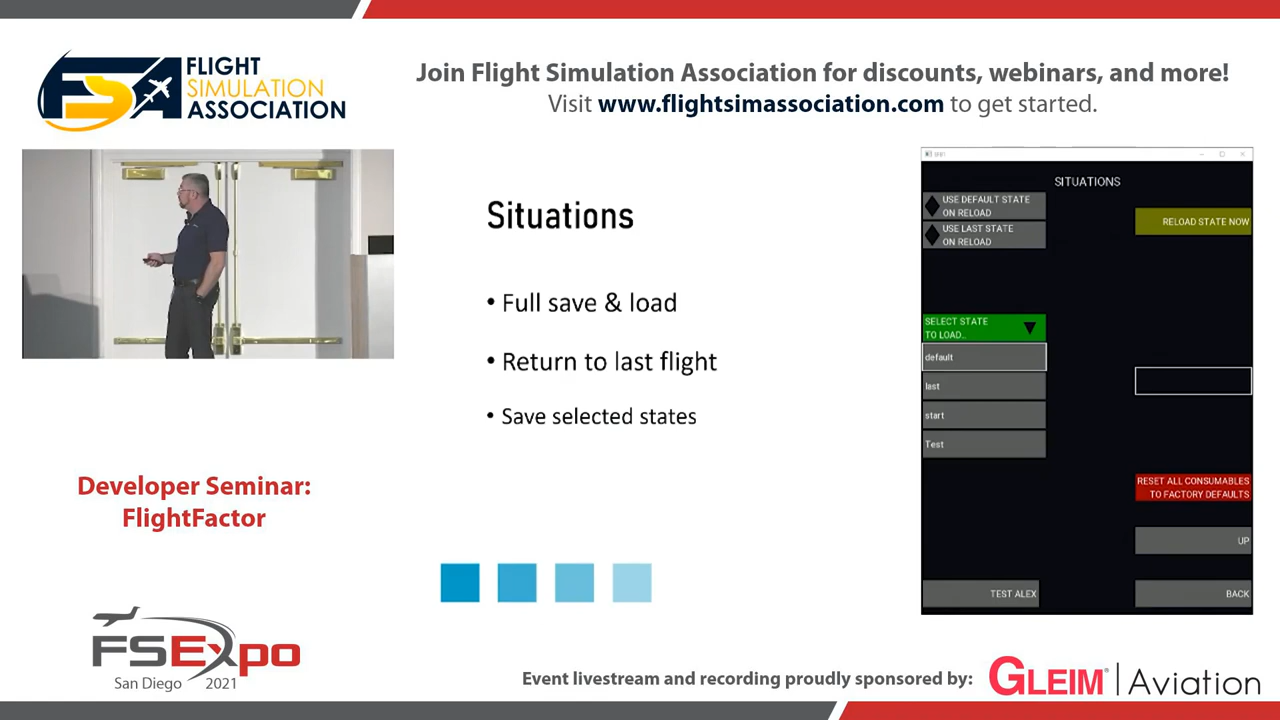 FLIGHT
SIMULATION
ASSOCIATION
Join Flight Simulation Association for discounts, webinars, and more!
Visit www.flightsimassociation.com to get started.
Situations
• Full save & load
• Return to last flight
• Save selected states
SITUATIONS
USE DEFAULT STATE
ON RELOAD
USE LAST STATE
ON RELOAD
RELOAD STATE NOW
SELECT STATE
TO LOAD..
default
last
start
Test
RESET ALL CONSUMABLES
TO FACTORY DEFAULTS
UP
TEST ALEX
BACK
Developer Seminar:
FlightFactor
FSExpo
San Diego 2021
Event livestream and recording proudly sponsored by:
GLEIM® | Aviation